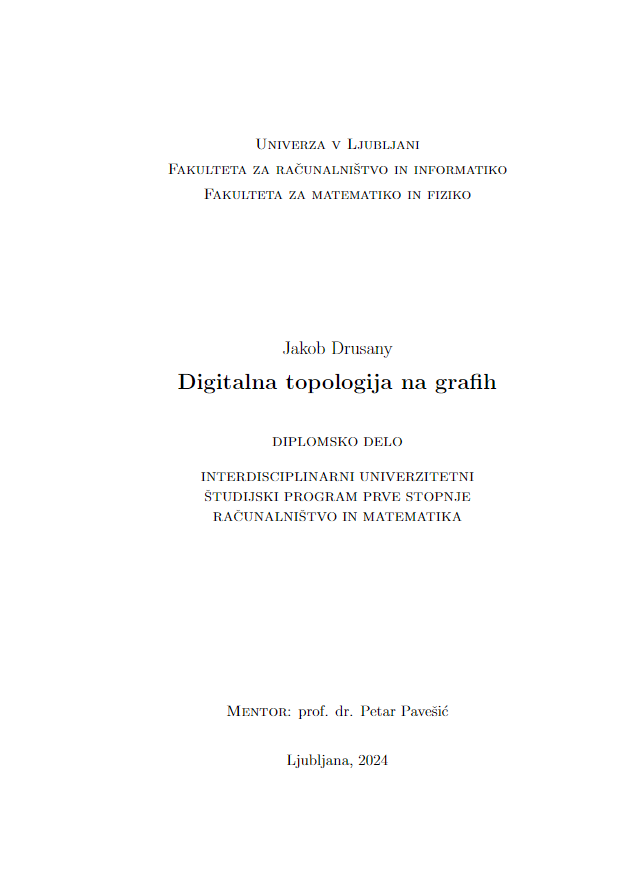 Univerza v Ljubljani
Fakulteta za računalništvo in informatiko
Fakulteta za matematiko in fiziko
Jakob Drusany
Digitalna topologija na grafih
DIPLOMSKO DELO
INTERDISCIPLINARNI UNIVERZITETNI
ŠTUDIJSKI PROGRAM PRVE STOPNJE
RAČUNALNIŠTVO IN MATEMATIKA
Mentor: prof. dr. Petar Pavešić
Ljubljana, 2024